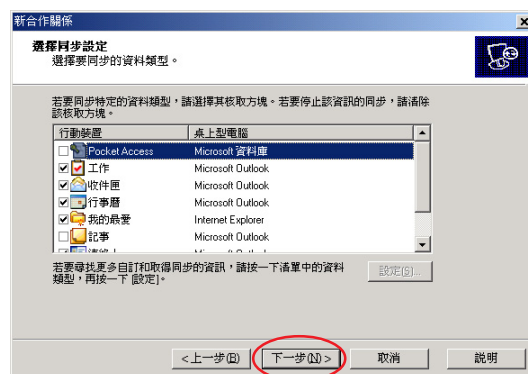 新合作關係
選擇同步設定
選擇要同步的資料類型。
若要同步特定的資料類型,請選擇其核取方塊。若要停止該資訊的同步,請清除
該核取方塊。
行動裝置 桌上型電腦
Pocket Access Microsoft 資料庫
工作 Microsoft Outlook
收件匣 Microsoft Outlook
行事曆 Microsoft Outlook
我的最愛 Internet Explorer
記事 Microsoft Outlook
若要尋找更多自訂和取得同步的資訊,請按一下清單中的資料
類型,再按一下 [設定]。
設定(S)...
<上一步(B) 下一步(N)> 取消 説明